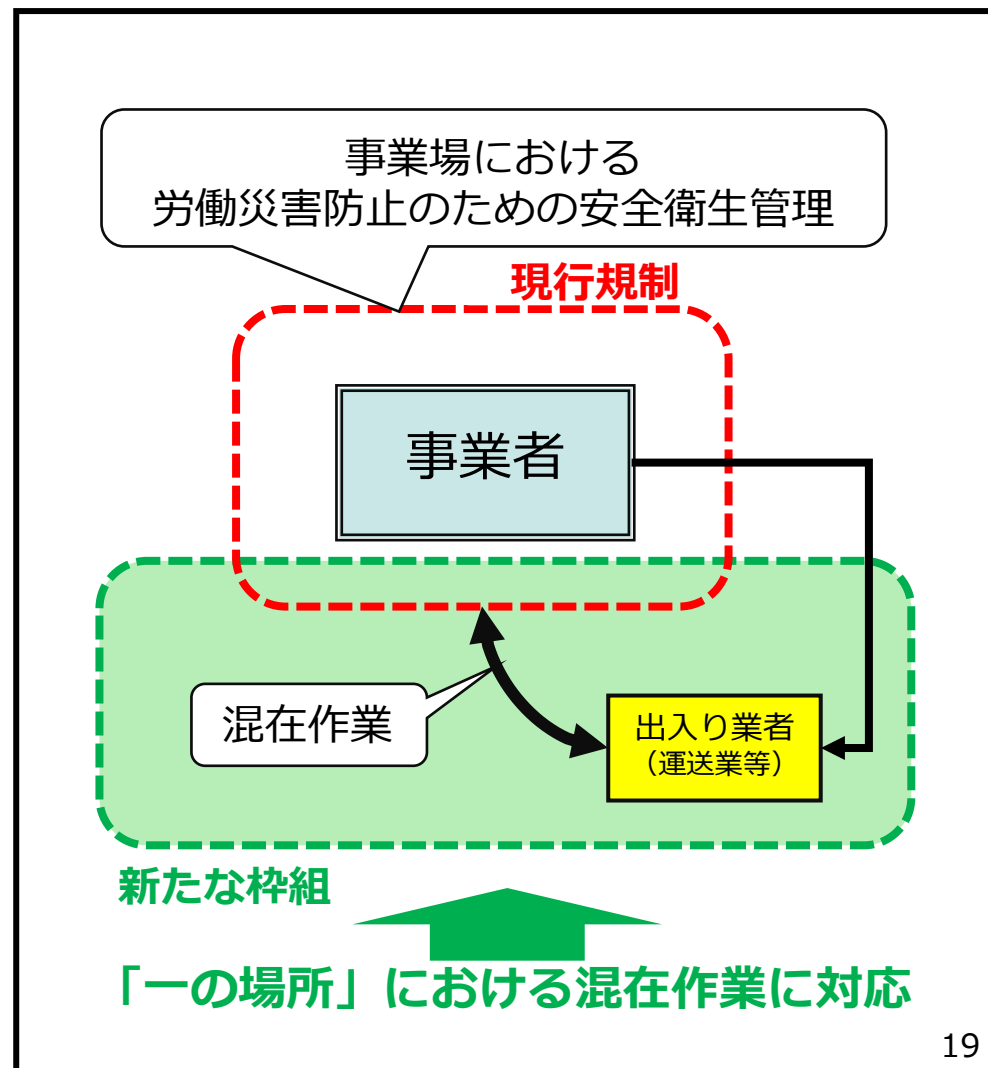 事業場における
労働災害防止のための安全衛生管理
現行規制
事業者
混在作業
出入り業者
（運送業等）
新たな枠組
「一の場所」における混在作業に対応
19